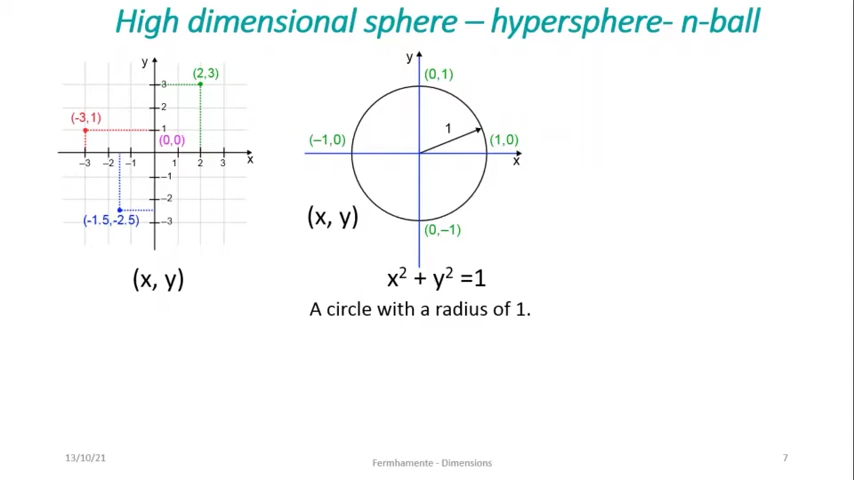 High dimensional sphere – hypersphere- n-ball
y
(2,3)
3
2
(-3,1)
1
(0,0)
x
−3 −2 −1 1 2 3
−1
−2
(-1.5,-2.5)
−3
(x, y)
y
(0,1)
1
(−1,0)
(1,0)
x
(x, y)
(0,−1)
x² + y² =1
A circle with a radius of 1.
13/10/21
Fermhamente - Dimensions
7